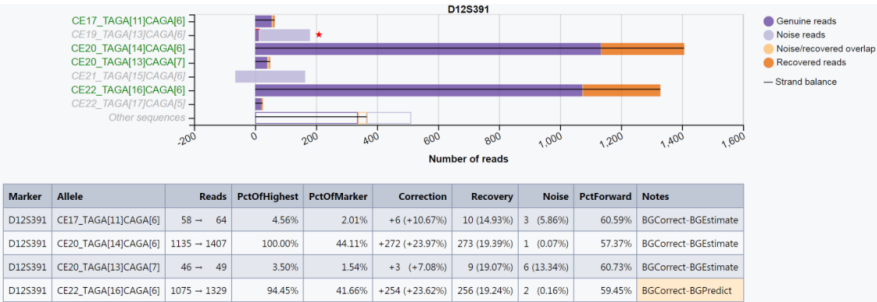 D12S391
CE17_TAGA[11]CAGA[6]
CE19_TAGA[13]CAGA[6]
CE20_TAGA[14]CAGA[6]
CE20_TAGA[13]CAGA[7]
CE21_TAGA[15]CAGA[6]
CE22_TAGA[16]CAGA[6]
CE22_TAGA[17]CAGA[5]
Other sequences
-200 0 200 400 600 800 1,000 1,200 1,400 1,600
Number of reads
Genuine reads
Noise reads
Noise/recovered overlap
Recovered reads
Strand balance
Marker Allele Reads PctOfHighest PctOfMarker Correction Recovery Noise PctForward Notes
D12S391 CE17_TAGA[11]CAGA[6] 58 → 64 4.56% 2.01% +6 (+10.67%) 10 (14.93%) 3 (5.86%) 60.59% BGCorrect-BGEstimate
D12S391 CE20_TAGA[14]CAGA[6] 1135 → 1407 100.00% 44.11% +272 (+23.97%) 273 (19.39%) 1 (0.07%) 57.37% BGCorrect-BGEstimate
D12S391 CE20_TAGA[13]CAGA[7] 46 → 49 3.50% 1.54% +3 (+7.08%) 9 (19.07%) 6 (13.34%) 60.73% BGCorrect-BGEstimate
D12S391 CE22_TAGA[16]CAGA[6] 1075 → 1329 94.45% 41.66% +254 (+23.62%) 256 (19.24%) 2 (0.16%) 59.45% BGCorrect-BGPredict